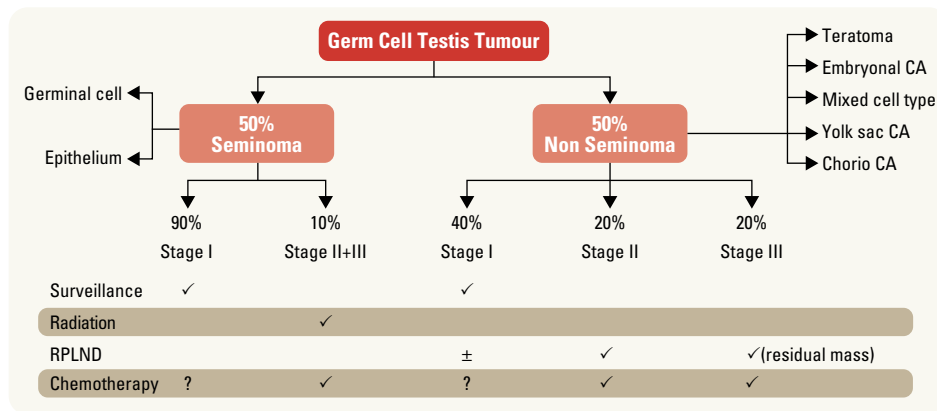 Germ Cell Testis Tumour
Germinal cell
Epithelium
50%
Seminoma
50%
Non Seminoma
Teratoma
Embryonal CA
Mixed cell type
Yolk sac CA
Chorio CA
90% 10% 40% 20% 20%
Stage I Stage II+III Stage I Stage II Stage III
Surveillance ✓ ✓
Radiation ✓
RPLND ± ✓ ✓(residual mass)
Chemotherapy ? ✓ ? ✓ ✓